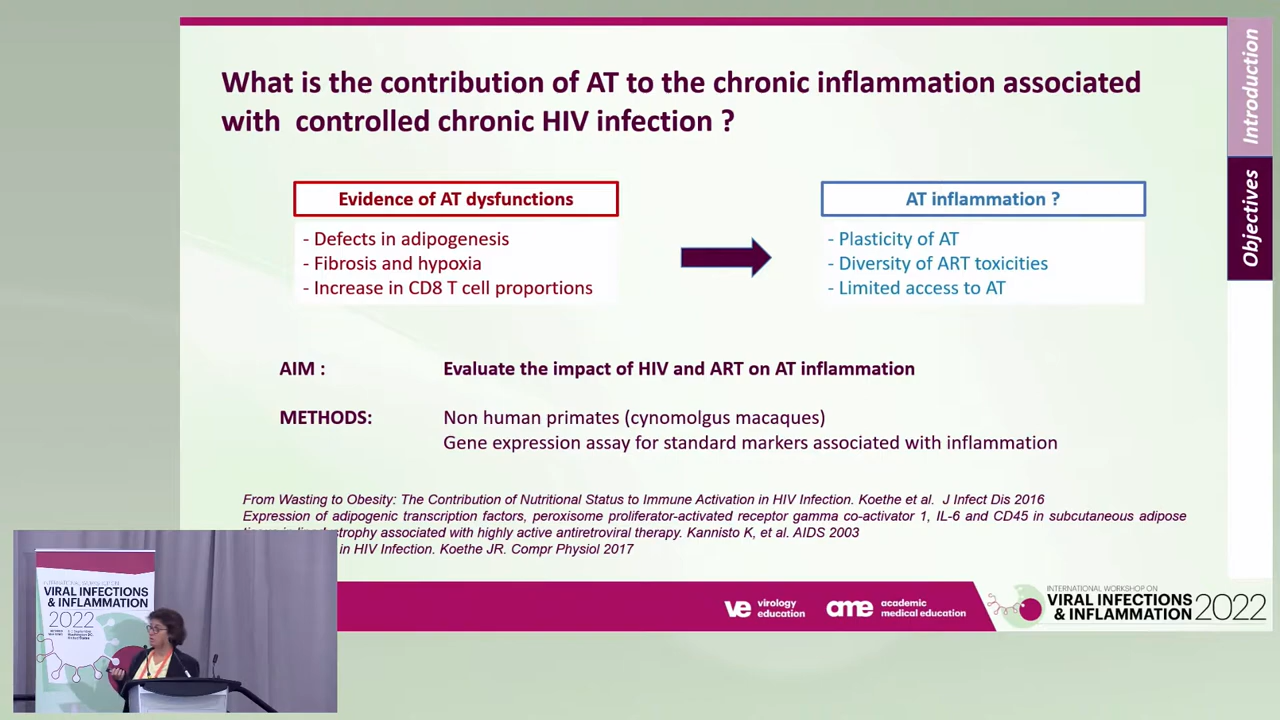 What is the contribution of AT to the chronic inflammation associated
with controlled chronic HIV infection ?
Evidence of AT dysfunctions
- Defects in adipogenesis
- Fibrosis and hypoxia
- Increase in CD8 T cell proportions
AT inflammation ?
- Plasticity of AT
- Diversity of ART toxicities
- Limited access to AT
AIM :
Evaluate the impact of HIV and ART on AT inflammation
METHODS:
Non human primates (cynomolgus macaques)
Gene expression assay for standard markers associated with inflammation
From Wasting to Obesity: The Contribution of Nutritional Status to Immune Activation in HIV Infection. Koethe et al. J Infect Dis 2016
Expression of adipogenic transcription factors, peroxisome proliferator-activated receptor gamma co-activator 1, IL-6 and CD45 in subcutaneous adipose
associated with highly active antiretroviral therapy. Kannisto K, et al. AIDS 2003
in HIV Infection. Koethe JR. Compr Physiol 2017
Introduction
Objectives
ve virology
education
ame academic
medical education
INTERNATIONAL WORKSHOP ON
VIRAL INFECTIONS
& INFLAMMATION 2022
INTERNATIONAL WORKSHOP ON
VIRAL INFECTIONS
& INFLAMMATION
2022